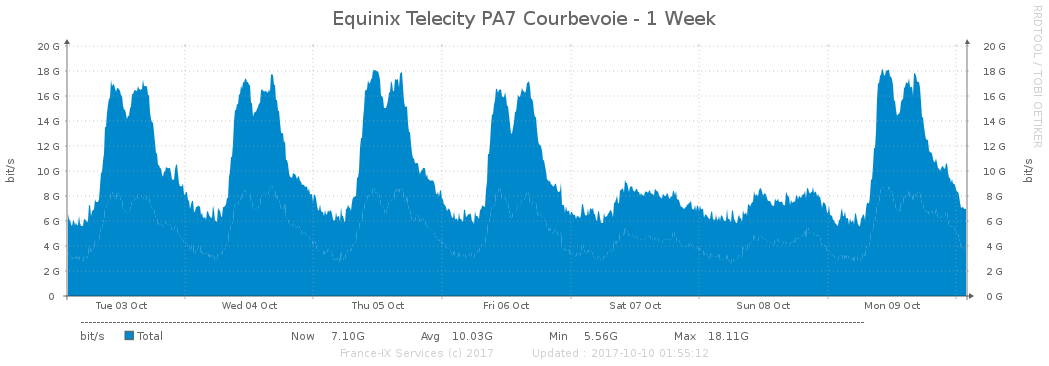 Equinix Telecity PA7 Courbevoie - 1 Week
RRDTOOL / TOBI OETIKER
20 G 20 G
18 G 18 G
16 G 16 G
14 G 14 G
12 G 12 G
10 G 10 G
8 G 8 G
6 G 6 G
4 G 4 G
2 G 2 G
0 0 G
bit/s
bit/s
Tue 03 Oct Wed 04 Oct Thu 05 Oct Fri 06 Oct Sat 07 Oct Sun 08 Oct Mon 09 Oct
bit/s Total Now 7.10G Avg 10.03G Min 5.56G Max 18.11G
France-IX Services (c) 2017 Updated : 2017-10-10 01:55:12